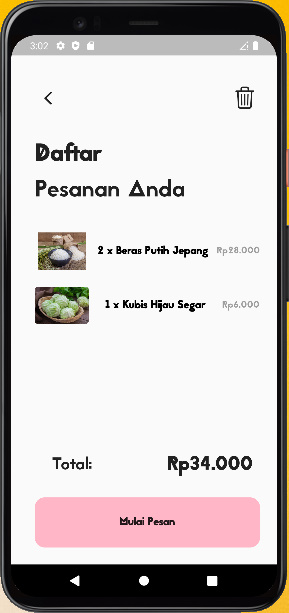 3:02
Daftar
Pesanan Anda
2 x Beras Putih Jepang Rp28.000
1 x Kubis Hijau Segar Rp6.000
Total: Rp34.000
Mulai Pesan